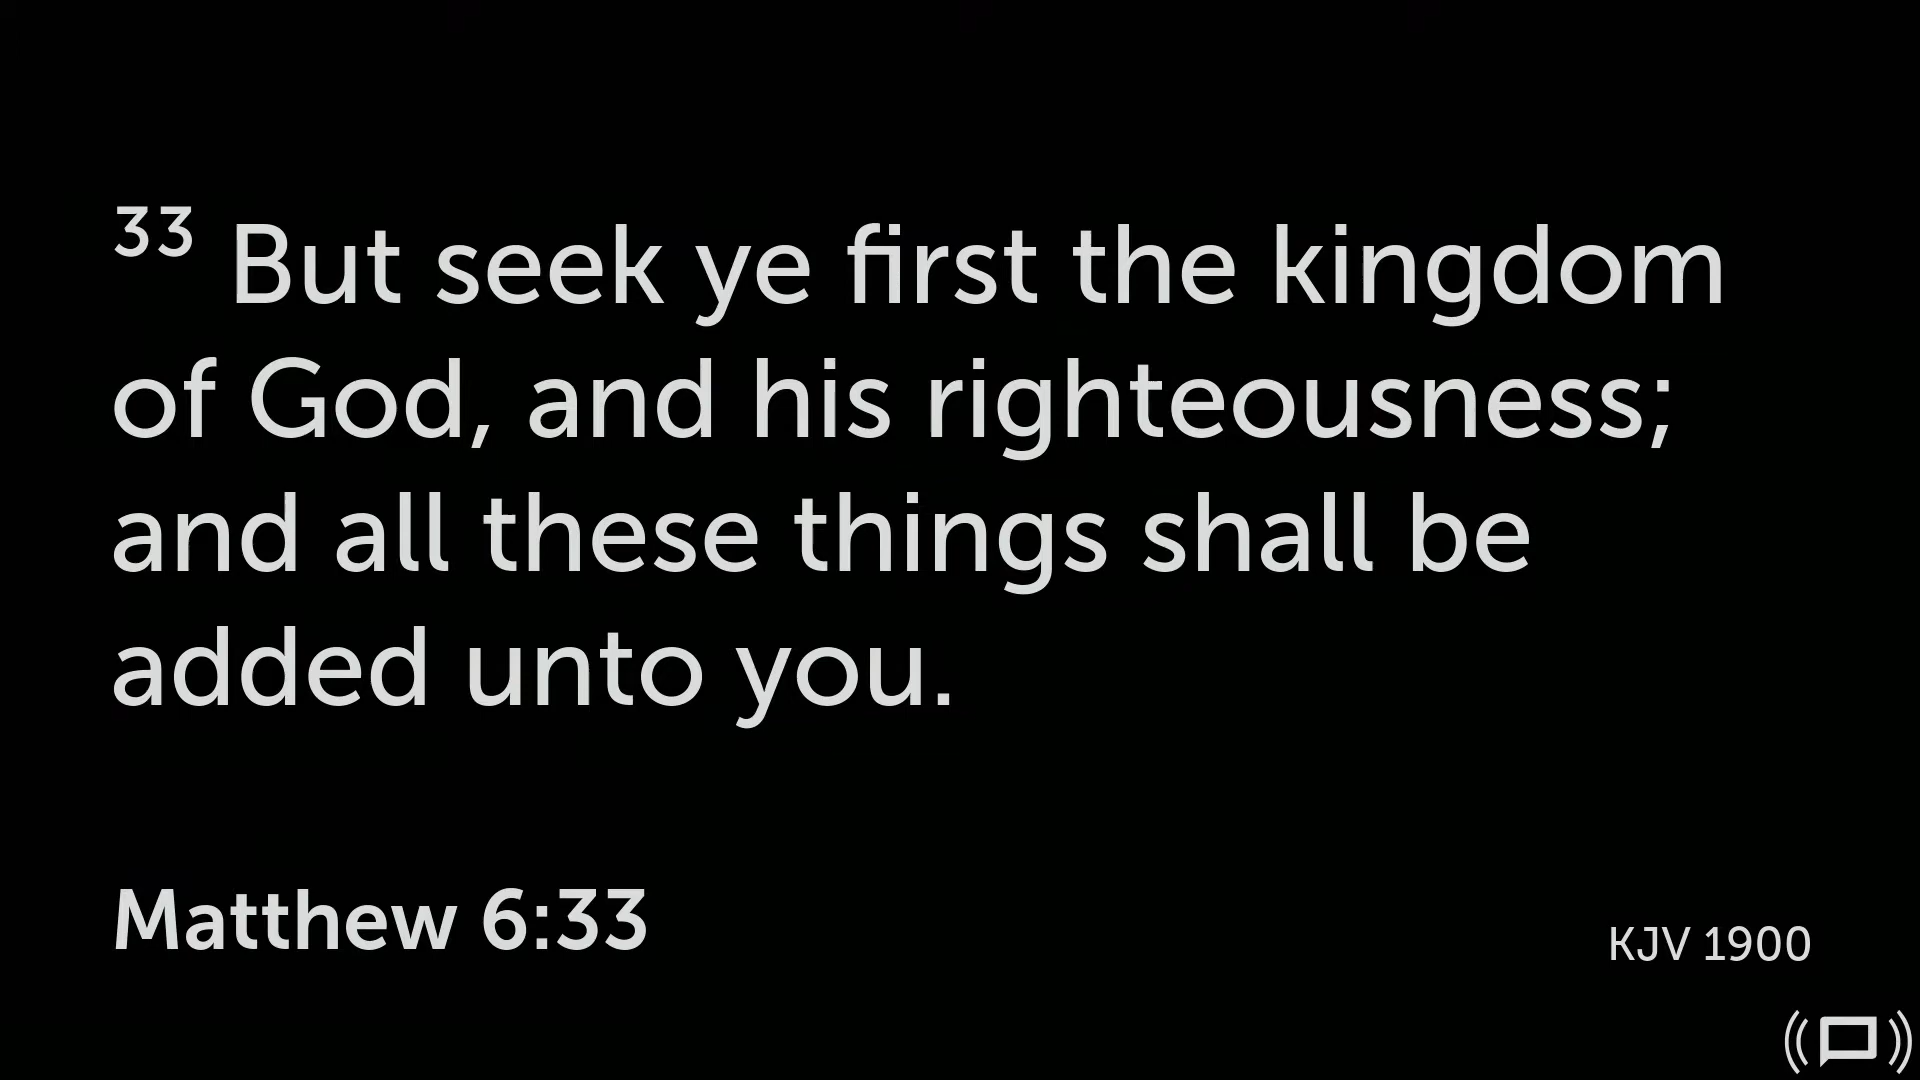 33 But seek ye first the kingdom
of God, and his righteousness;
and all these things shall be
added unto you.
Matthew 6:33
KJV 1900